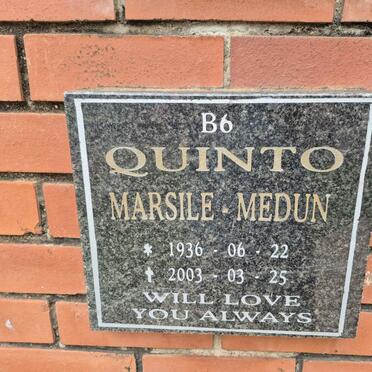 B6
QUINTO
MARSILE - MEDUN
* 1936 - 06 - 22
✝ 2003 - 03 - 25
WILL LOVE
YOU ALWAYS